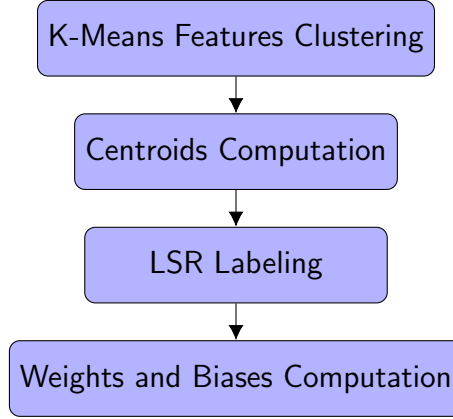 K-Means Features Clustering
Centroids Computation
LSR Labeling
Weights and Biases Computation